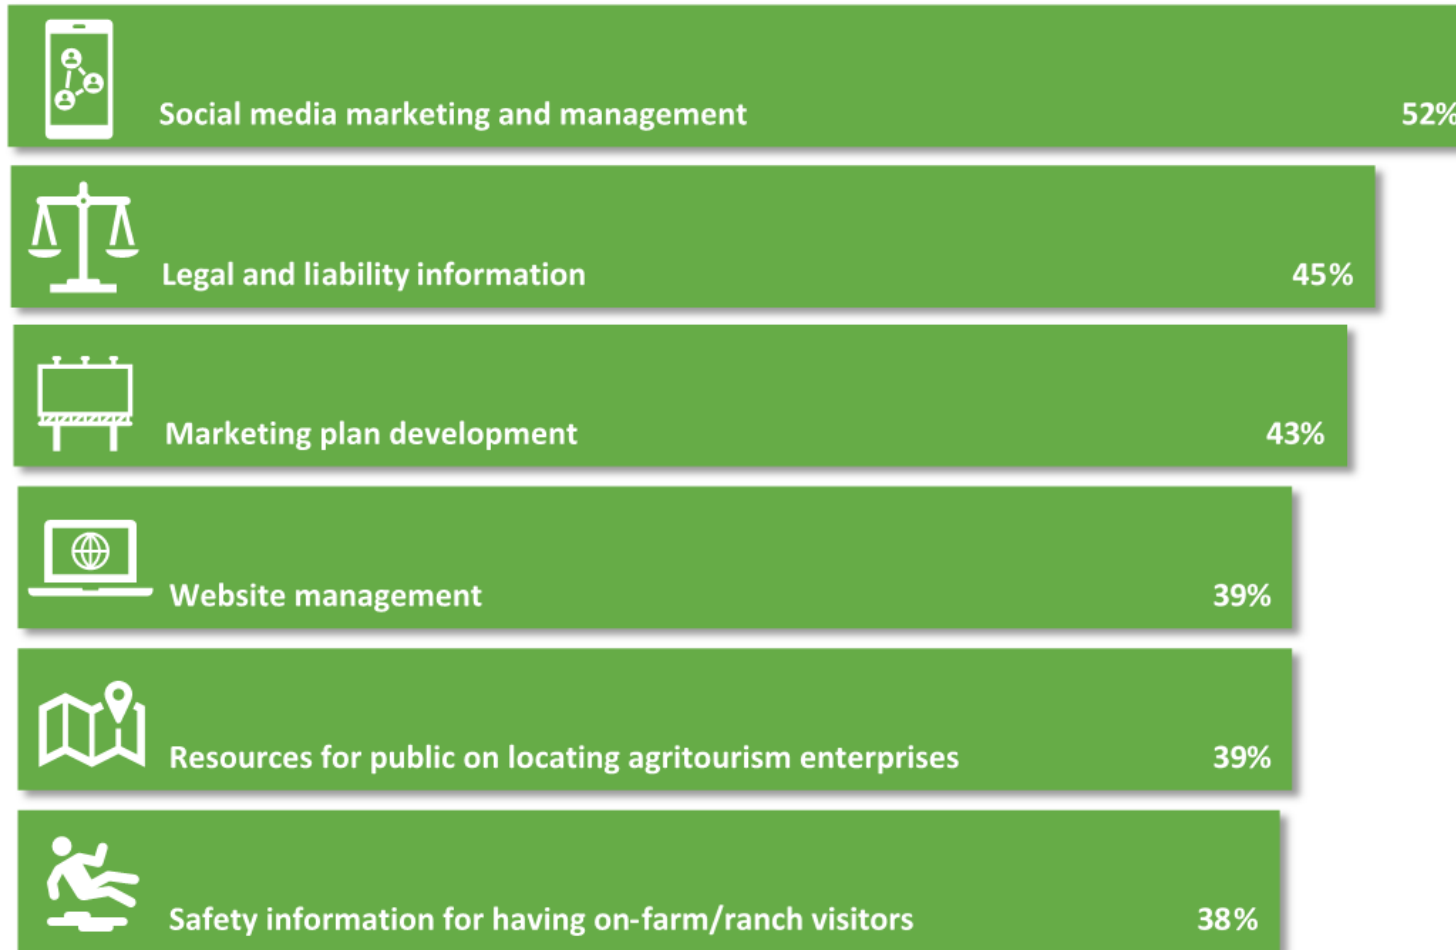 Social media marketing and management 52%
Legal and liability information 45%
Marketing plan development 43%
Website management 39%
Resources for public on locating agritourism enterprises 39%
Safety information for having on-farm/ranch visitors 38%